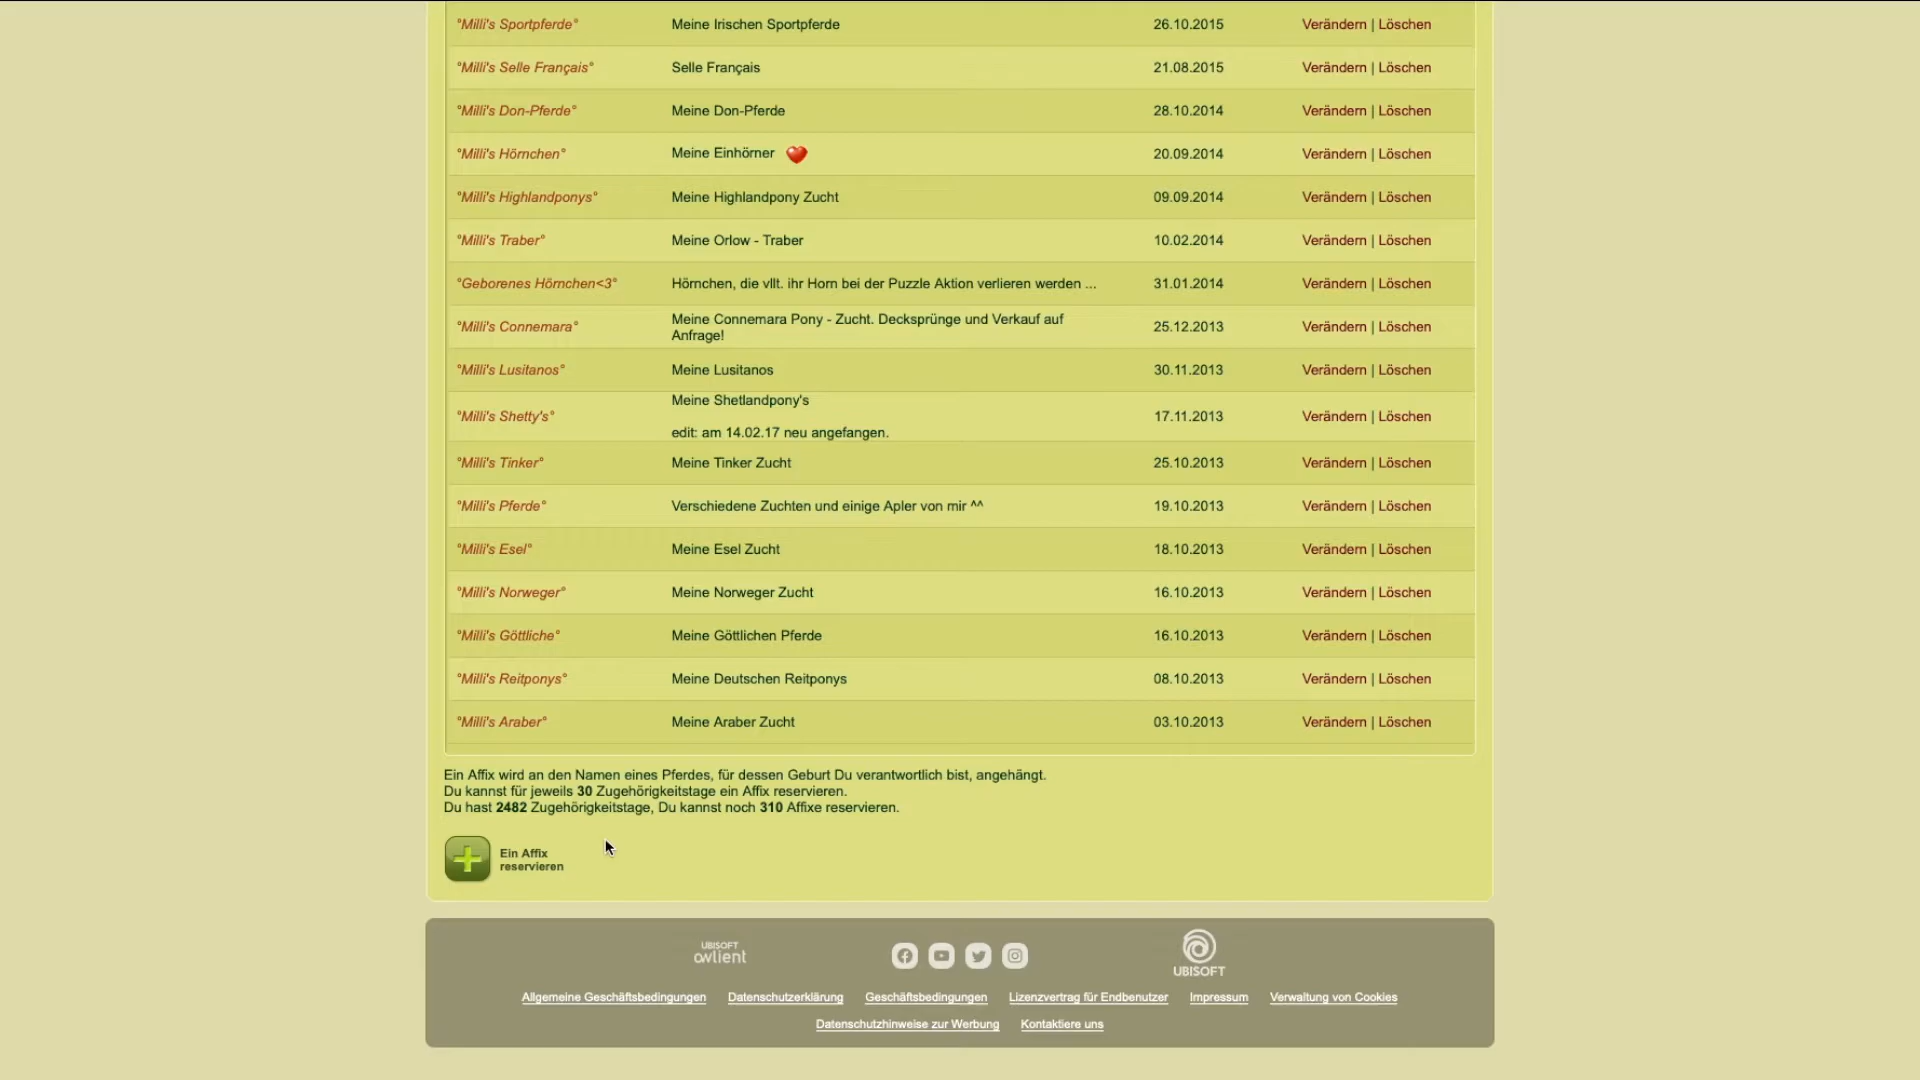 °Milli's Sportpferde° Meine Irischen Sportpferde 26.10.2015 Verändern | Löschen
°Milli's Selle Français° Selle Français 21.08.2015 Verändern | Löschen
°Milli's Don-Pferde° Meine Don-Pferde 28.10.2014 Verändern | Löschen
°Milli's Hörnchen° Meine Einhörner 20.09.2014 Verändern | Löschen
°Milli's Highlandponys° Meine Highlandpony Zucht 09.09.2014 Verändern | Löschen
°Milli's Traber° Meine Orlow - Traber 10.02.2014 Verändern | Löschen
°Geborenes Hörnchen<3° Hörnchen, die vllt. ihr Horn bei der Puzzle Aktion verlieren werden ... 31.01.2014 Verändern | Löschen
°Milli's Connemara° Meine Connemara Pony - Zucht. Decksprünge und Verkauf auf
Anfrage! 25.12.2013 Verändern | Löschen
°Milli's Lusitanos° Meine Lusitanos 30.11.2013 Verändern | Löschen
°Milli's Shetty's° Meine Shetlandpony's
edit: am 14.02.17 neu angefangen. 17.11.2013 Verändern | Löschen
°Milli's Tinker° Meine Tinker Zucht 25.10.2013 Verändern | Löschen
°Milli's Pferde° Verschiedene Zuchten und einige Apler von mir ^^ 19.10.2013 Verändern | Löschen
°Milli's Esel° Meine Esel Zucht 18.10.2013 Verändern | Löschen
°Milli's Norweger° Meine Norweger Zucht 16.10.2013 Verändern | Löschen
°Milli's Göttliche° Meine Göttlichen Pferde 16.10.2013 Verändern | Löschen
°Milli's Reitponys° Meine Deutschen Reitponys 08.10.2013 Verändern | Löschen
°Milli's Araber° Meine Araber Zucht 03.10.2013 Verändern | Löschen
Ein Affix wird an den Namen eines Pferdes, für dessen Geburt Du verantwortlich bist, angehängt.
Du kannst für jeweils 30 Zugehörigkeitstage ein Affix reservieren.
Du hast 2482 Zugehörigkeitstage, Du kannst noch 310 Affixe reservieren.
Ein Affix
reservieren
UBISOFT
owlient
UBISOFT
Allgemeine Geschäftsbedingungen Datenschutzerklärung Geschäftsbedingungen Lizenzvertrag für Endbenutzer Impressum Verwaltung von Cookies
Datenschutzhinweise zur Werbung Kontaktiere uns